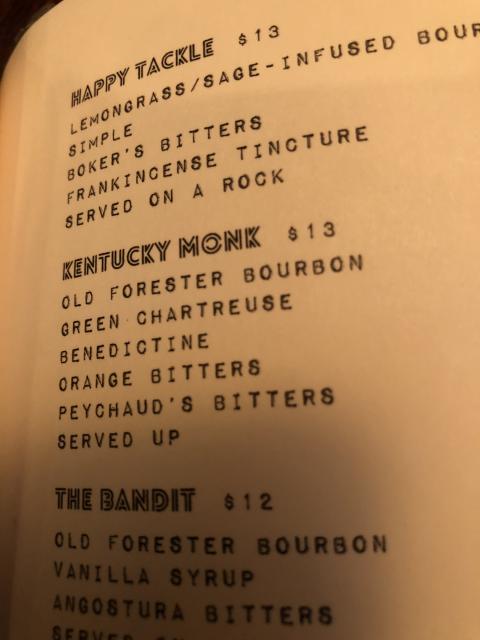 HAPPY TACKLE $13
LEMONGRASS/SAGE-INFUSED
SIMPLE
BOKER'S BITTERS
FRANKINCENSE TINCTURE
SERVED ON A ROCK
KENTUCKY MONK $13
OLD FORESTER BOURBON
GREEN CHARTREUSE
BENEDICTINE
ORANGE BITTERS
PEYCHAUD'S BITTERS
SERVED UP
THE BANDIT $12
OLD FORESTER BOURBON
VANILLA SYRUP
ANGOSTURA BITTERS
SERVED